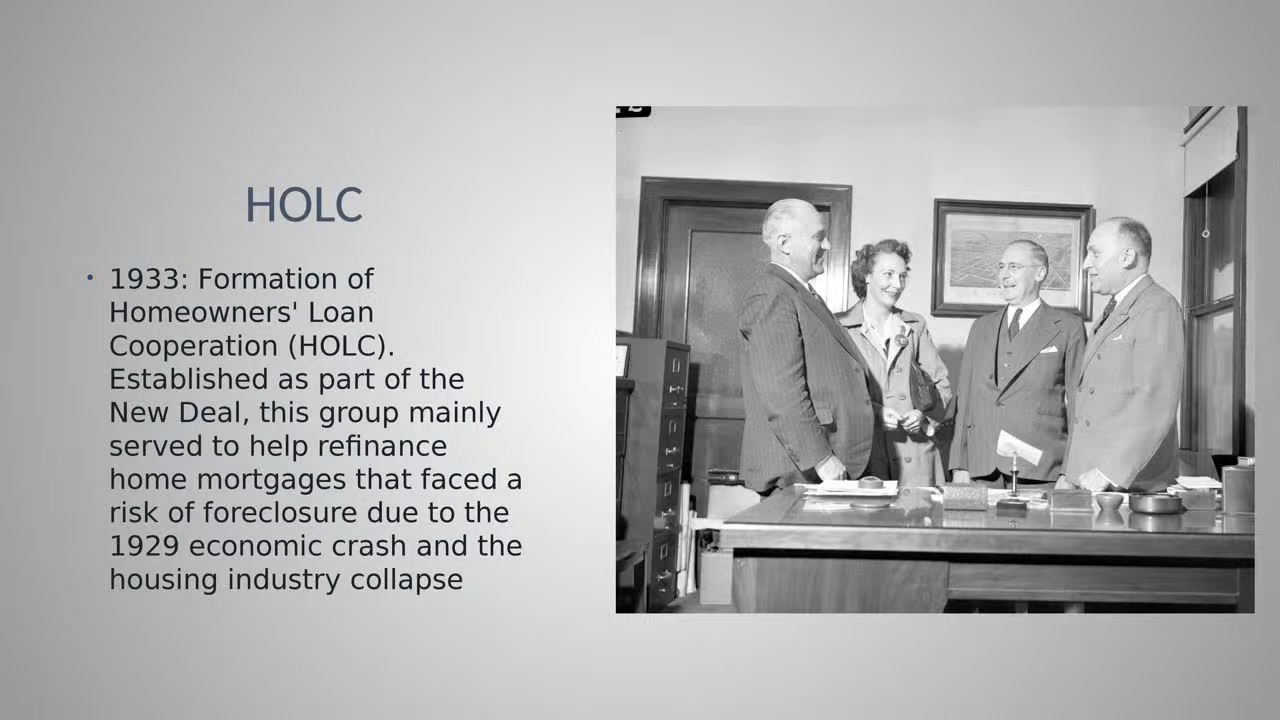 HOLC
• 1933: Formation of
Homeowners' Loan
Cooperation (HOLC).
Established as part of the
New Deal, this group mainly
served to help refinance
home mortgages that faced a
risk of foreclosure due to the
1929 economic crash and the
housing industry collapse